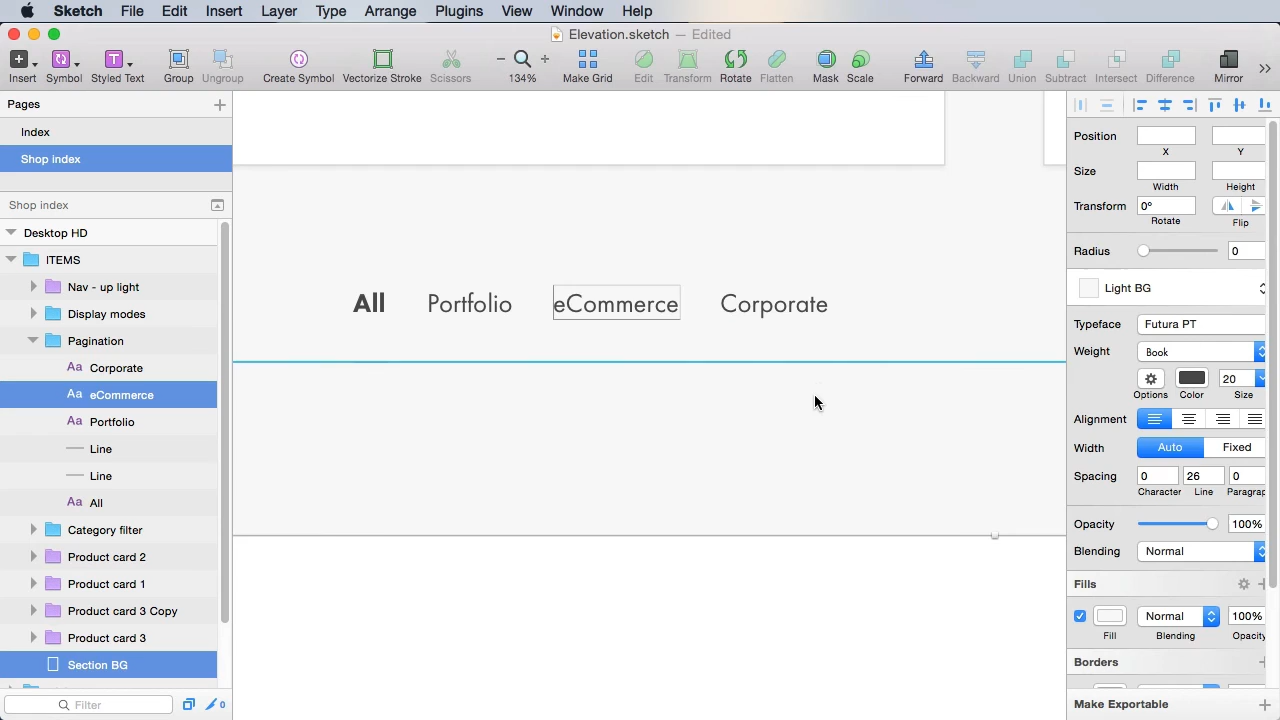 Sketch File Edit Insert Layer Type Arrange Plugins View Window Help
Elevation.sketch — Edited
Insert Symbol Styled Text Group Ungroup Create Symbol Vectorize Stroke Scissors 134% Make Grid Edit Transform Rotate Flatten Mask Scale Forward Backward Union Subtract Intersect Difference Mirror
Pages
Index
Shop index
Shop index
Desktop HD
ITEMS
Nav - up light
Display modes
Pagination
Aa Corporate
Aa eCommerce
Aa Portfolio
Line
Line
Aa All
Category filter
Product card 2
Product card 1
Product card 3 Copy
Product card 3
Section BG
Filter
0
All Portfolio eCommerce Corporate
Position
X Y
Size
Width Height
Transform 0º
Rotate Flip
Radius 0
Light BG
Typeface Futura PT
Weight Book
20
Options Color Size
Alignment
Width Auto Fixed
Spacing 0 26 0
Character Line Paragrap
Opacity 100%
Blending Normal
Fills
Normal 100%
Fill Blending Opacity
Borders
Make Exportable